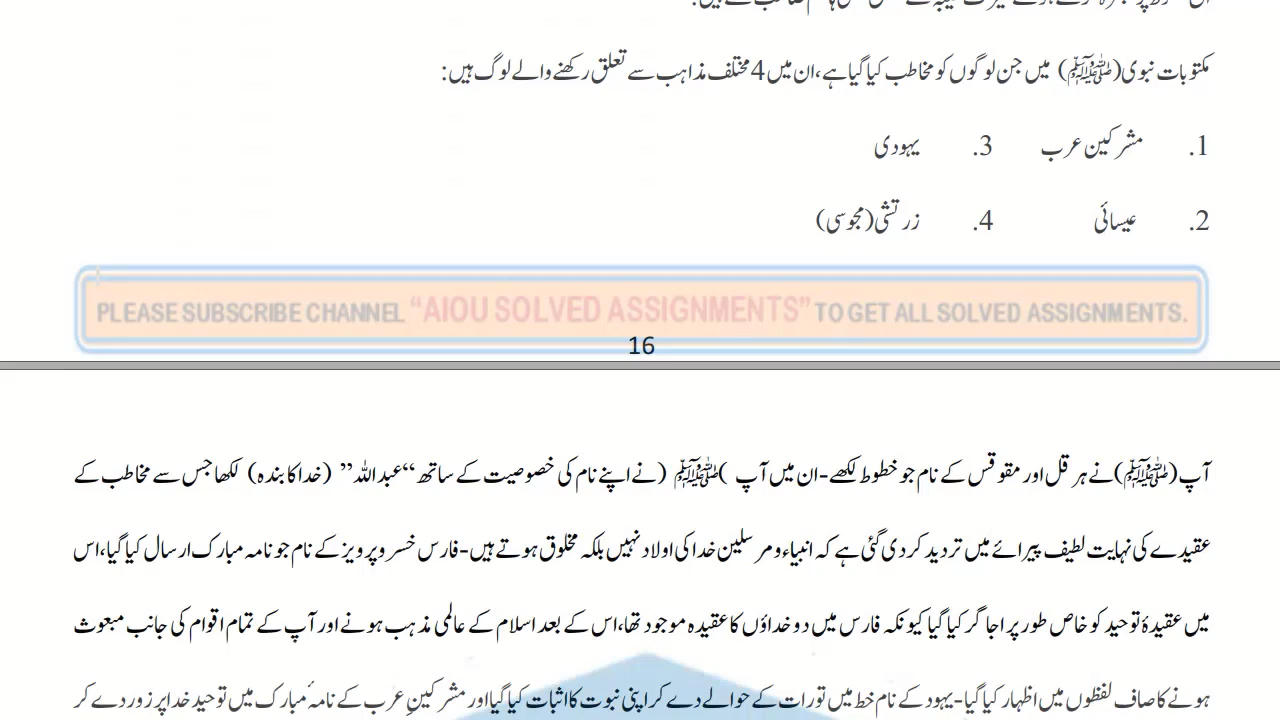 مکتوبات نبوی(ﷺ) میں جن لوگوں کو مخاطب کیا گیا ہے،ان میں 4 مختلف مذاہب سے تعلق رکھنے والے لوگ ہیں:
1. مشرکین عرب 3. یہودی
2. عیسائی 4. زرتشی(مجوسی)
PLEASE SUBSCRIBE CHANNEL “AIOU SOLVED ASSIGNMENTS” TO GET ALL SOLVED ASSIGNMENTS.
16
آپ(ﷺ)نے ہرقل اور مقوقس کے نام جو خطوط لکھے-ان میں آپ )ﷺ (نے اپنے نام کی خصوصیت کے ساتھ “عبداللہ” (خدا کا بندہ) لکھا جس سے مخاطب کے
عقیدے کی نہایت لطیف پیرائے میں تردید کر دی گئی ہے کہ انبیاء و مرسلین خدا کی اولاد نہیں بلکہ مخلوق ہوتے ہیں-فارس خسرو پرویز کے نام جو نامہ مبارک ارسال کیا گیا،اس
میں عقیدۂ توحید کو خاص طور پر اجاگر کیا گیا کیونکہ فارس میں دو خداؤں کا عقیدہ موجود تھا،اس کے بعد اسلام کے عالمی مذہب ہونے اور آپ کے تمام اقوام کی جانب مبعوث
ہونے کا صاف لفظوں میں اظہار کیا گیا-یہود کے نام خط میں تورات کے حوالے دے کر اپنی نبوت کا اثبات کیا گیا اور مشرکینِ عرب کے نامہ ٔ مبارک میں توحید خدا پر زور دے کر